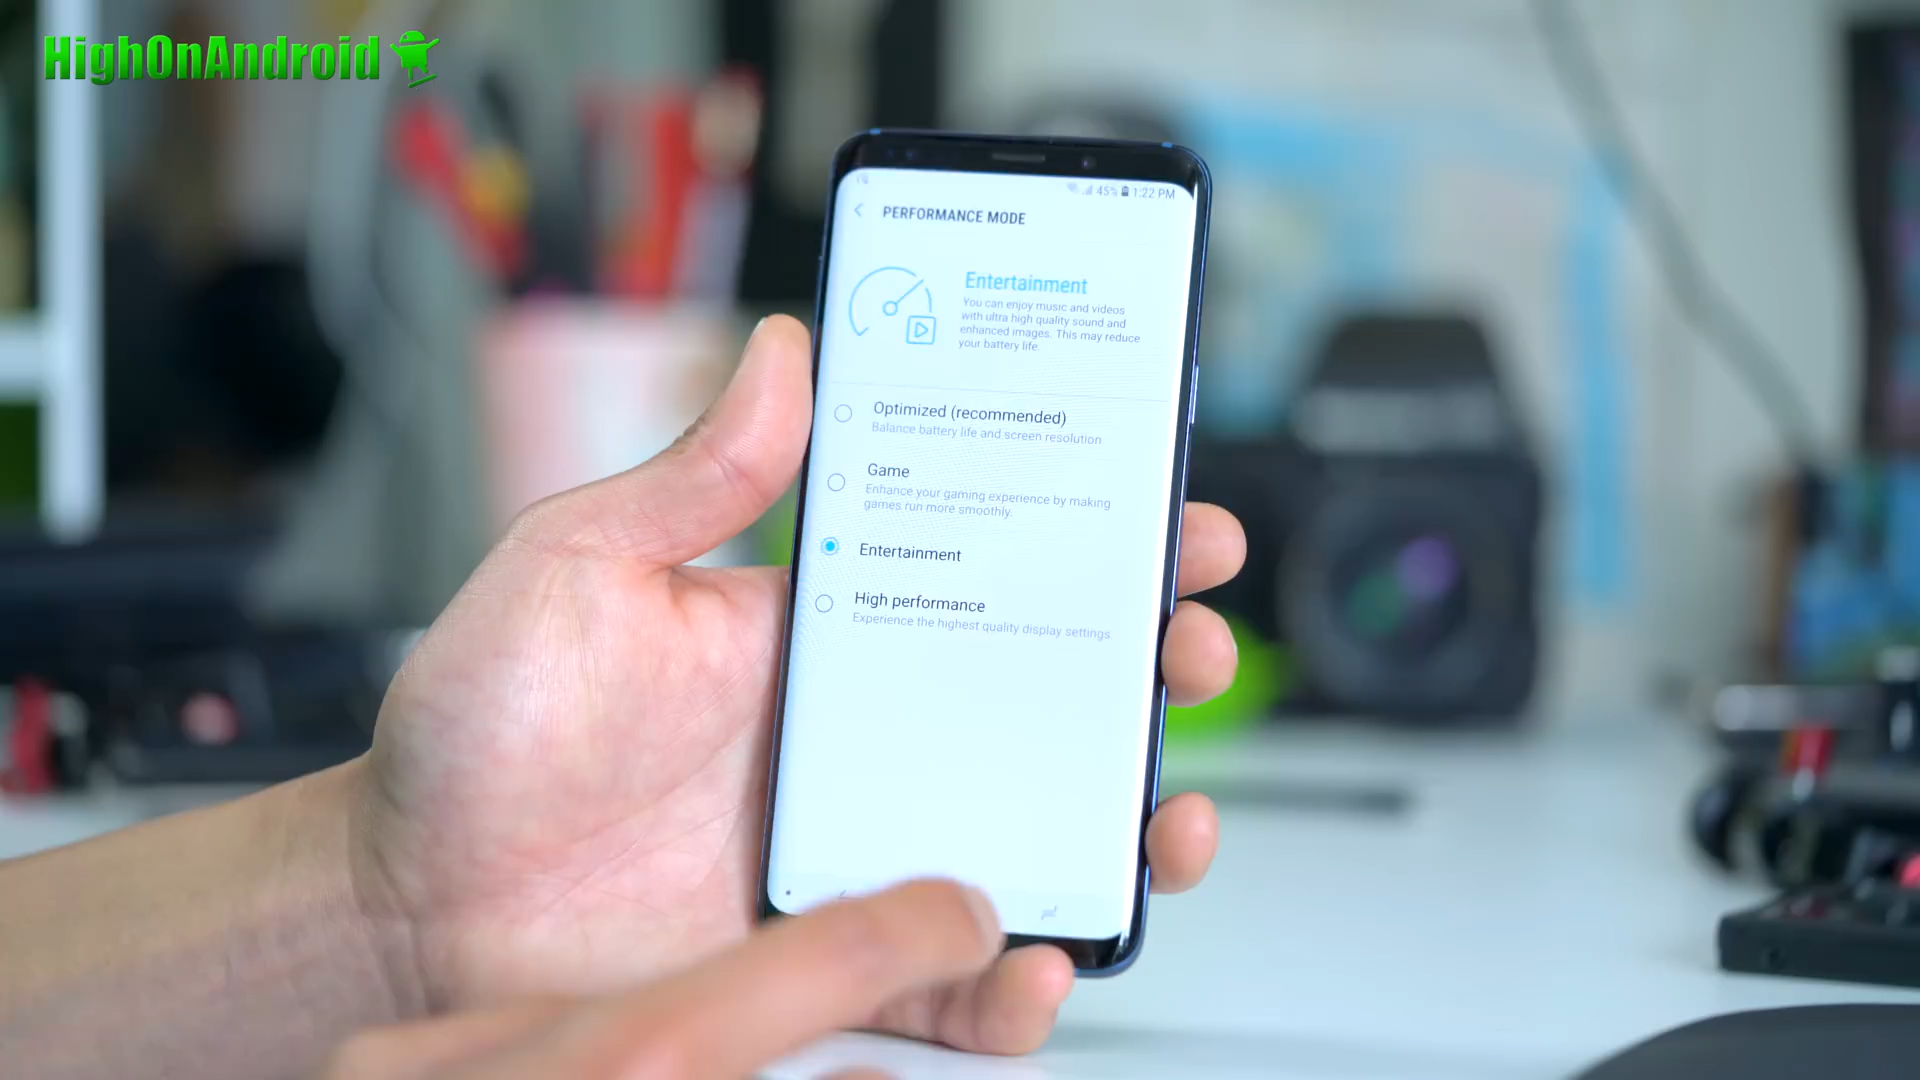 HighOnAndroid
45% 1:22 PM
PERFORMANCE MODE
Entertainment
You can enjoy music and videos
with ultra high quality sound and
enhanced images. This may reduce
your battery life.
Optimized (recommended)
Balance battery life and screen resolution
Game
Enhance your gaming experience by making
games run more smoothly.
Entertainment
High performance
Experience the highest quality display settings.